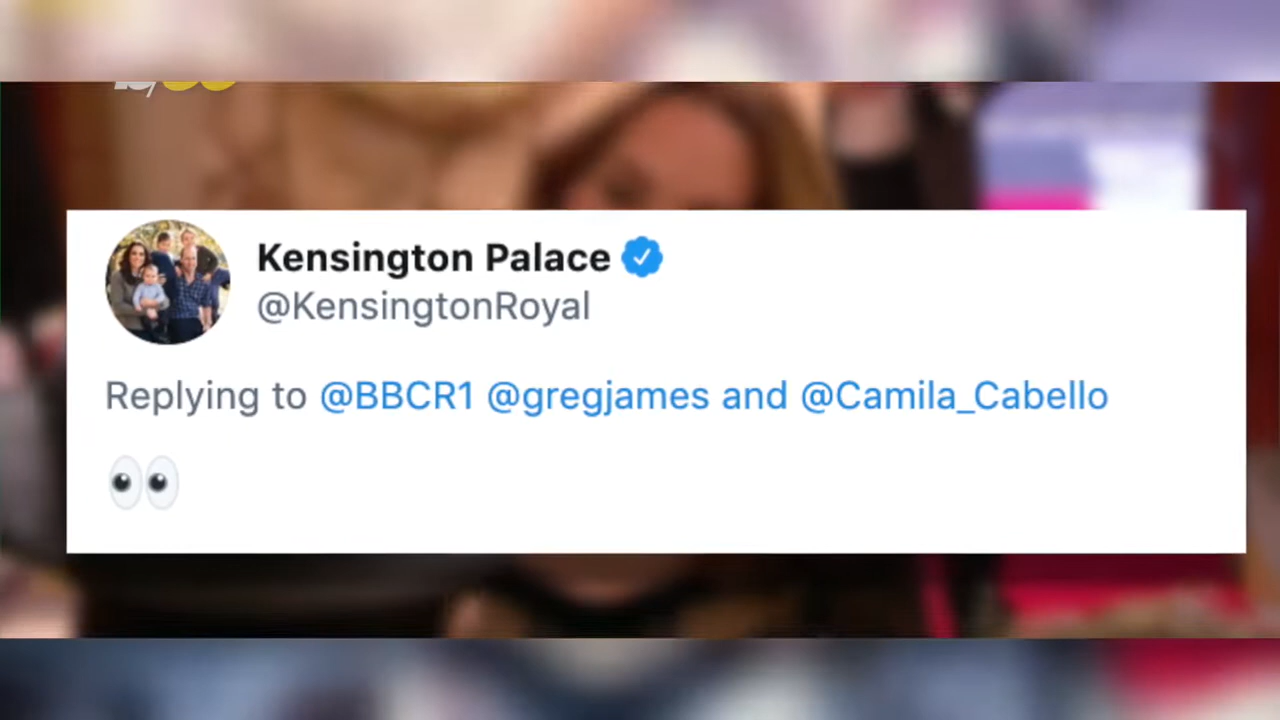 Kensington Palace
@KensingtonRoyal
Replying to @BBCR1 @gregjames and @Camila_Cabello
👀